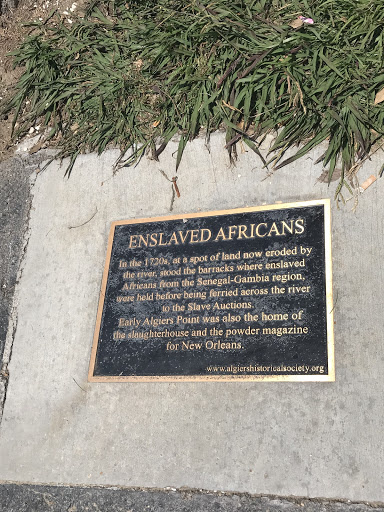 ENSLAVED AFRICANS
In the 1720s, at a spot of land now eroded by
the river, stood the barracks where enslaved
Africans from the Senegal-Gambia region,
were held before being ferried across the river
to the Slave Auctions.
Early Algiers Point was also the home of
the slaughterhouse and the powder magazine
for New Orleans.
www.algiershistoricalsociety.org